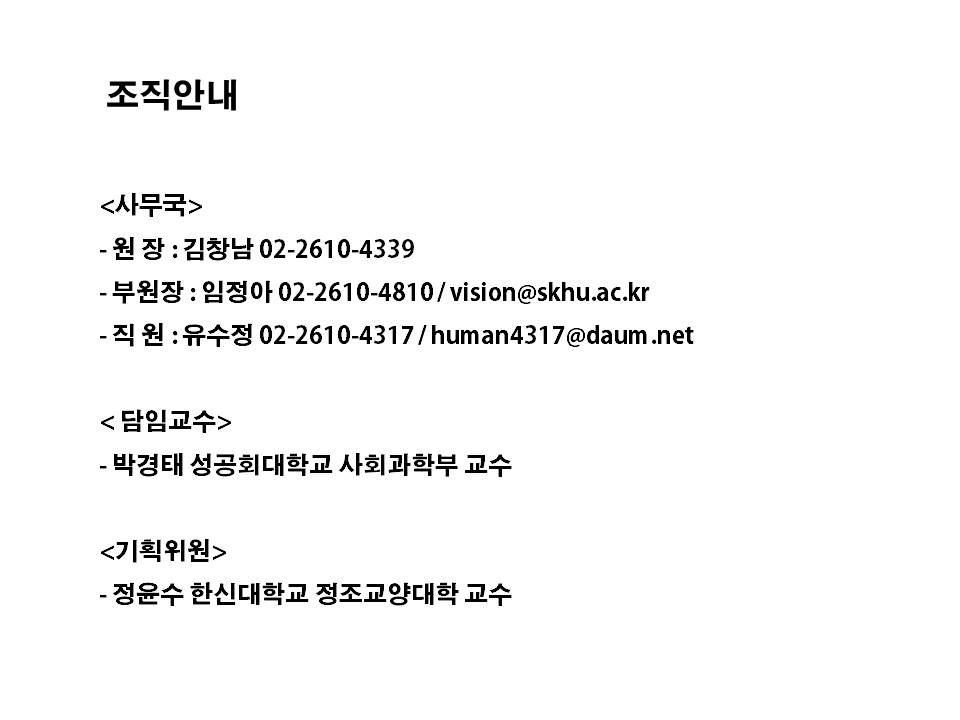 조직안내
<사무국>
- 원 장 : 김창남 02-2610-4339
- 부원장 : 임정아 02-2610-4810 / vision@skhu.ac.kr
- 직 원 : 유수정 02-2610-4317 / human4317@daum.net
< 담임교수>
- 박경태 성공회대학교 사회과학부 교수
<기획위원>
- 정윤수 한신대학교 정조교양대학 교수